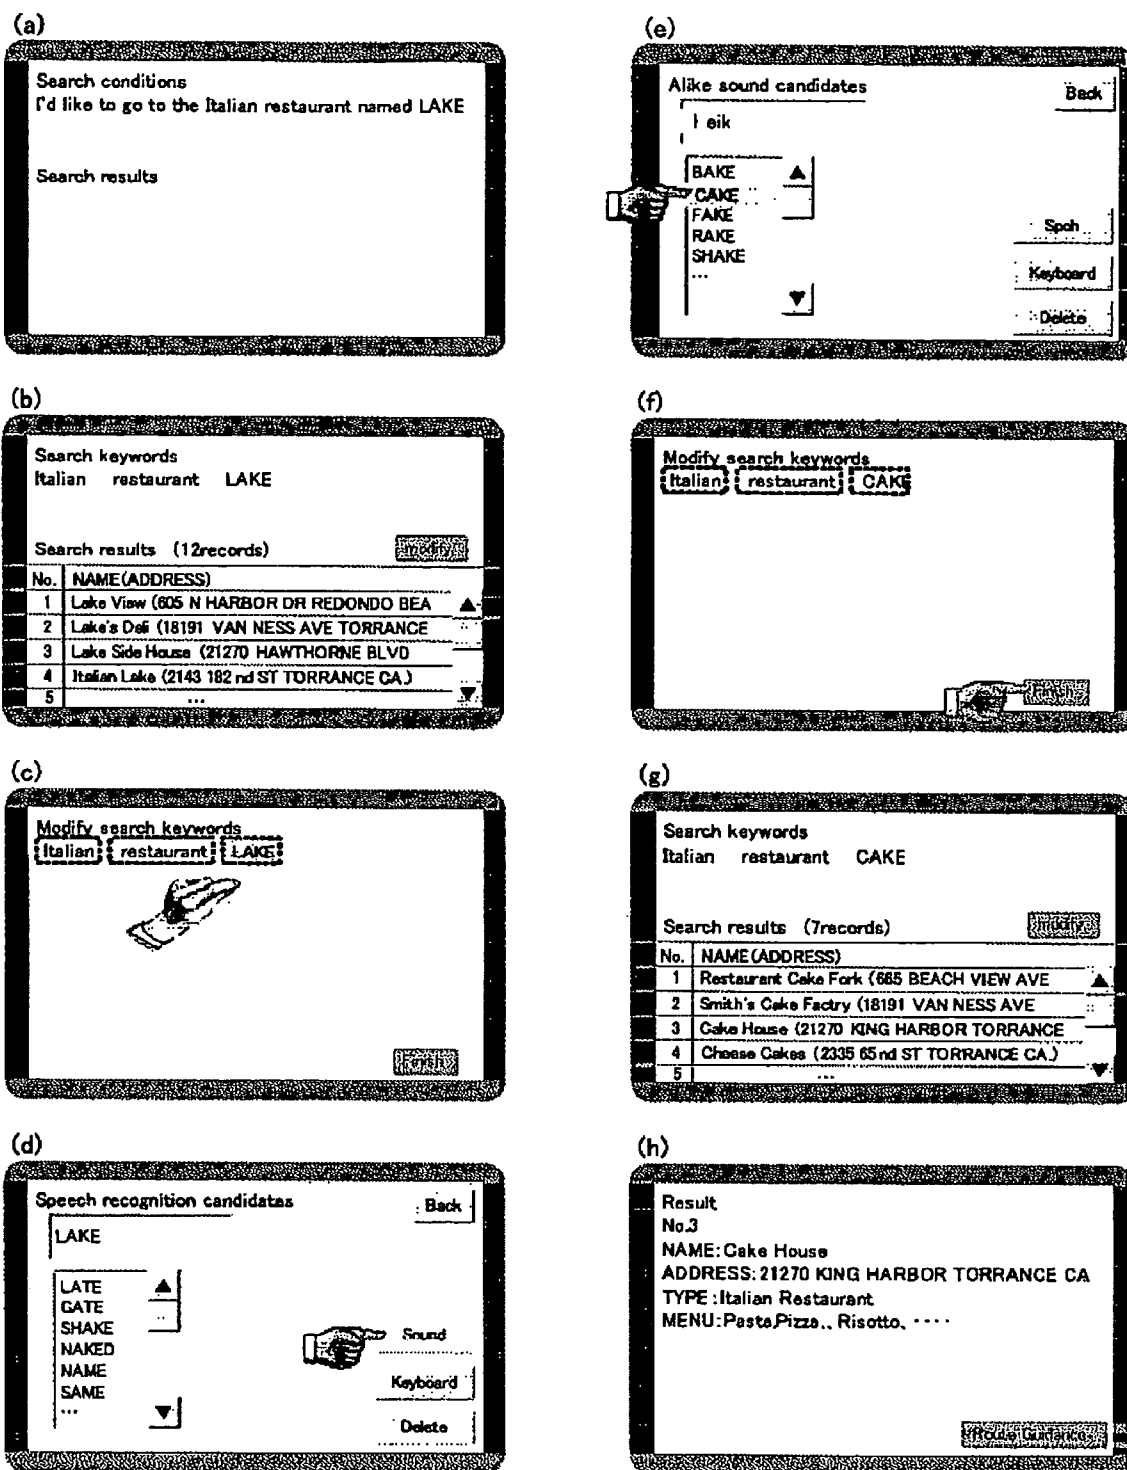 (a)
Search conditions
I'd like to go to the Italian restaurant named LAKE
Search results
(b)
Search keywords
Italian restaurant LAKE
Search results (12records) modify
No. NAME(ADDRESS)
1 Lake View (605 N HARBOR DR REDONDO BEA
2 Lake's Deli (18191 VAN NESS AVE TORRANCE
3 Lake Side House (21270 HAWTHORNE BLVD
4 Italian Lake (2143 182 nd ST TORRANCE CA.)
5 ...
(c)
Modify search keywords
Italian restaurant LAKE
Finish
(d)
Speech recognition candidates
Back
LAKE
LATE
GATE
SHAKE
NAKED
NAME
SAME
...
Sound
Keyboard
Delete
(e)
Alike sound candidates
Back
l eik
BAKE
CAKE
FAKE
RAKE
SHAKE
...
Spch
Keyboard
Delete
(f)
Modify search keywords
Italian restaurant CAKE
Finish
(g)
Search keywords
Italian restaurant CAKE
Search results (7records) modify
No. NAME(ADDRESS)
1 Restaurant Cake Fork (665 BEACH VIEW AVE
2 Smith's Cake Factry (18191 VAN NESS AVE
3 Cake House (21270 KING HARBOR TORRANCE
4 Cheese Cakes (2335 65 nd ST TORRANCE CA.)
5 ...
(h)
Result
No.3
NAME:Cake House
ADDRESS:21270 KING HARBOR TORRANCE CA
TYPE :Italian Restaurant
MENU:Pasta,Pizza,, Risotto, ････
Route Guidance